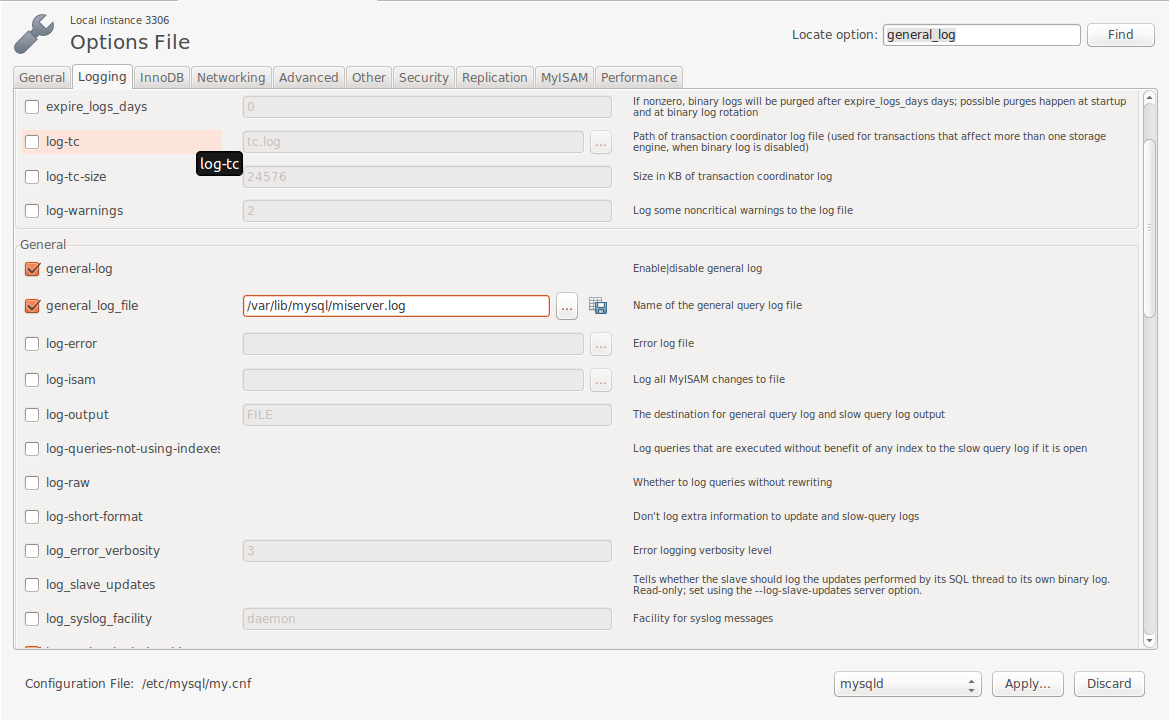 Local instance 3306
Options File
Locate option: general_log Find
General Logging InnoDB Networking Advanced Other Security Replication MyISAM Performance
expire_logs_days 0 If nonzero, binary logs will be purged after expire_logs_days days; possible purges happen at startup
and at binary log rotation
log-tc tc.log ... Path of transaction coordinator log file (used for transactions that affect more than one storage
engine, when binary log is disabled)
log-tc
log-tc-size 24576 Size in KB of transaction coordinator log
log-warnings 2 Log some noncritical warnings to the log file
General
general-log Enable|disable general log
general_log_file /var/lib/mysql/miserver.log ... Name of the general query log file
log-error ... Error log file
log-isam ... Log all MyISAM changes to file
log-output FILE The destination for general query log and slow query log output
log-queries-not-using-indexes Log queries that are executed without benefit of any index to the slow query log if it is open
log-raw Whether to log queries without rewriting
log-short-format Don't log extra information to update and slow-query logs
log_error_verbosity 3 Error logging verbosity level
log_slave_updates Tells whether the slave should log the updates performed by its SQL thread to its own binary log.
Read-only; set using the --log-slave-updates server option.
log_syslog_facility daemon Facility for syslog messages
Configuration File: /etc/mysql/my.cnf mysqld Apply... Discard